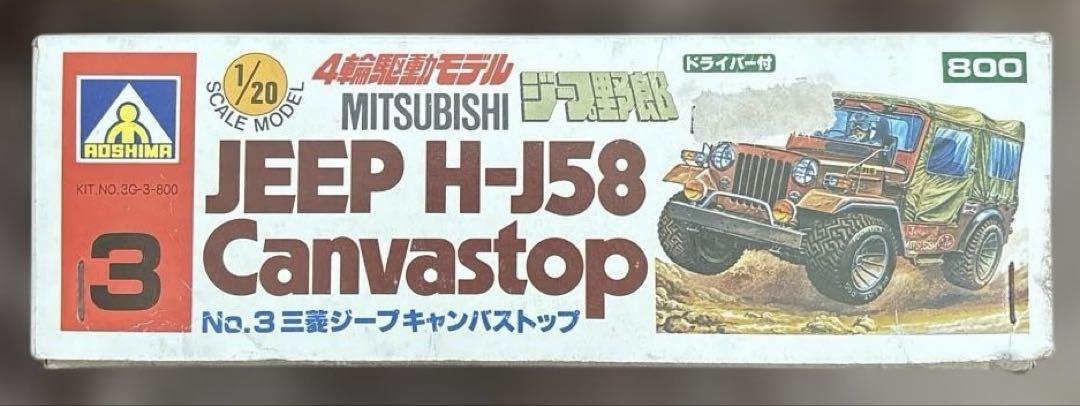 AOSHIMA
KIT.NO.3G-3-800
3
1/20
SCALE MODEL
4輪駆動モデル
MITSUBISHI
ジープ野郎
ドライバー付
800
JEEP H-J58
Canvastop
No.3三菱ジープキャンバストップ